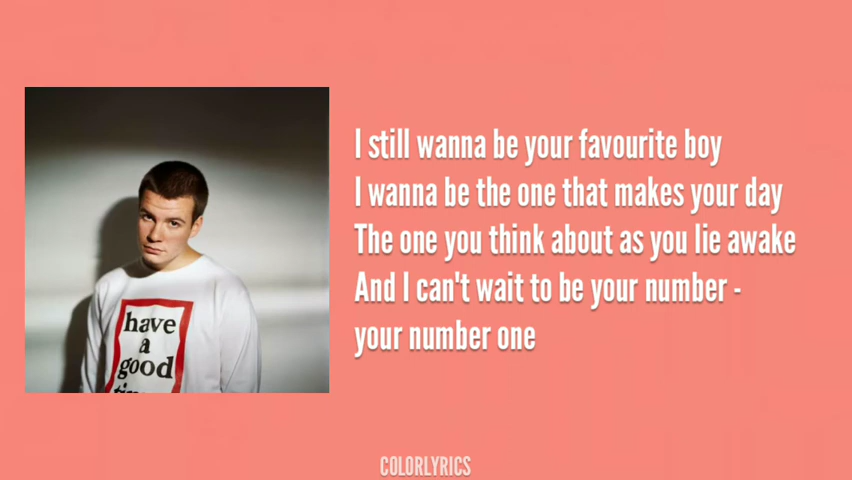 have
a
good
I still wanna be your favourite boy
I wanna be the one that makes your day
The one you think about as you lie awake
And I can't wait to be your number -
your number one
COLORLYRICS